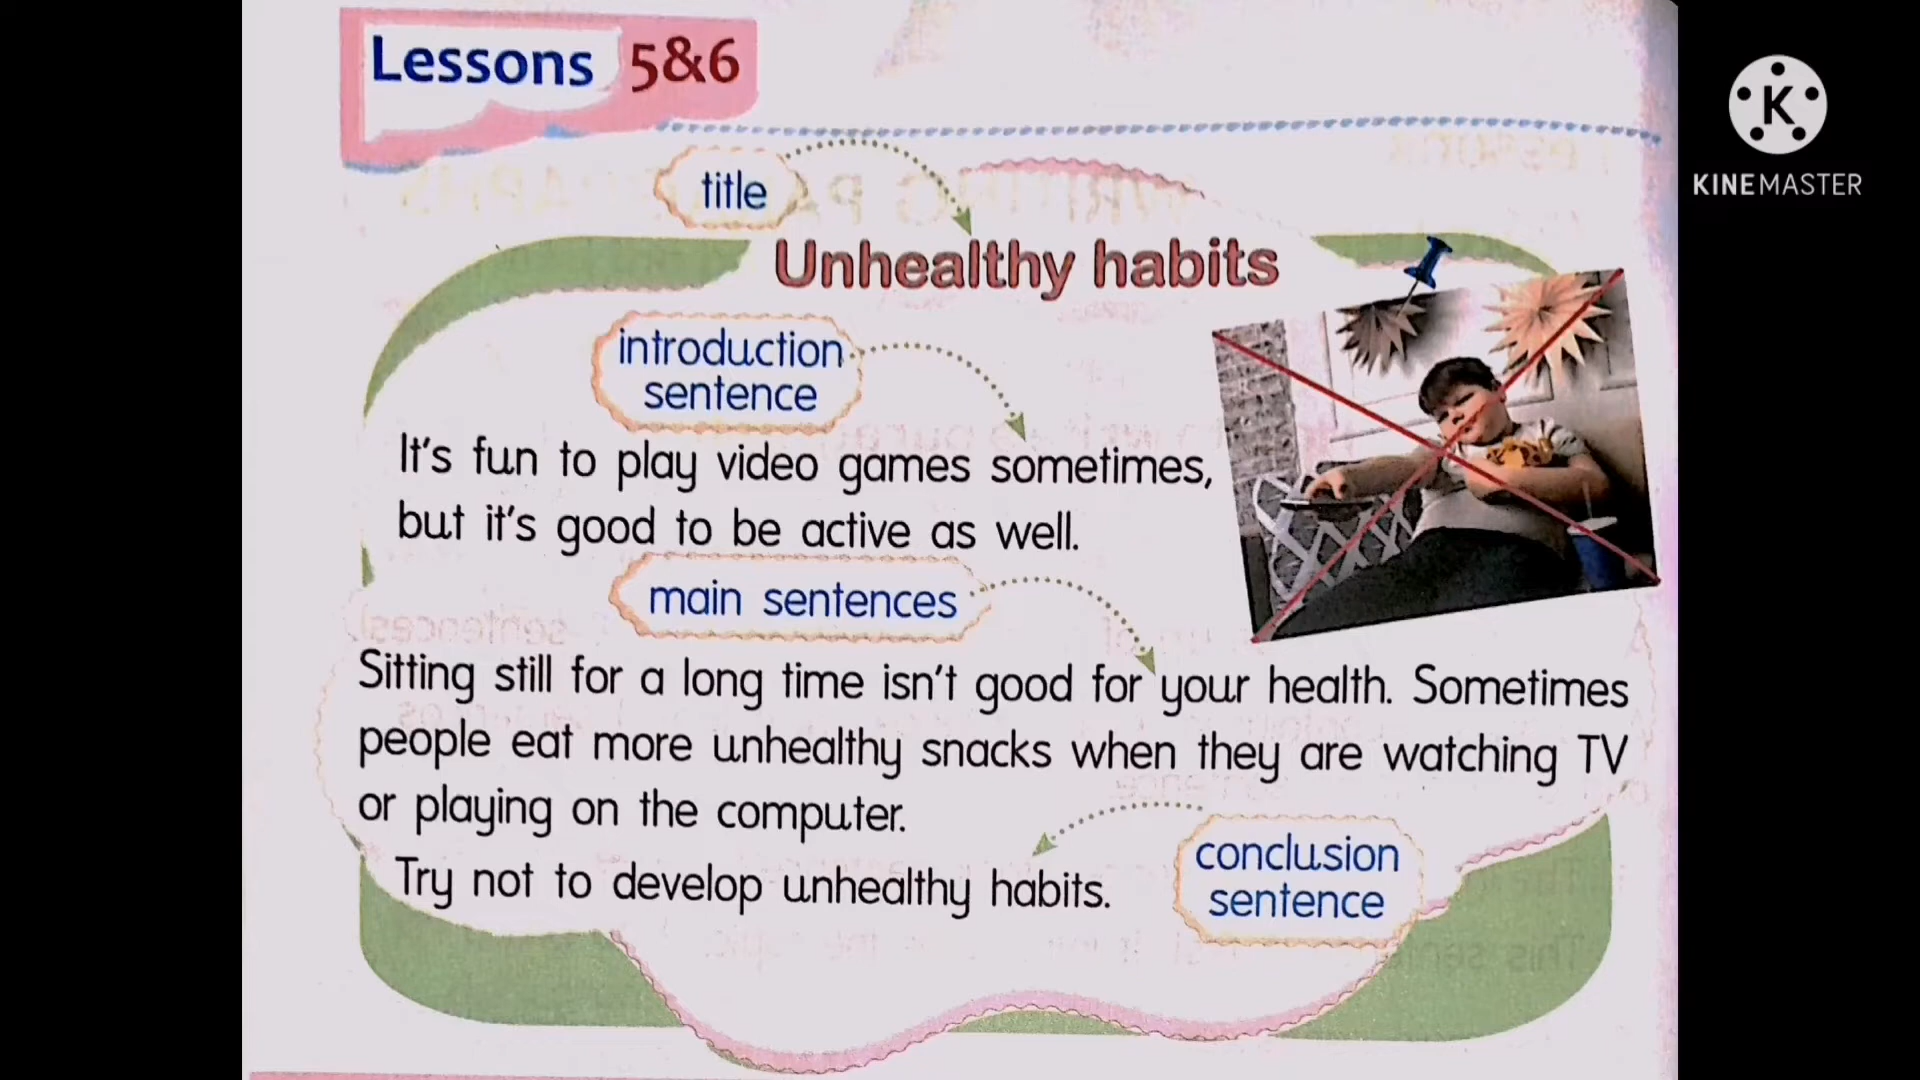 Lessons 5&6
title
Unhealthy habits
introduction
sentence
It's fun to play video games sometimes,
but it's good to be active as well.
main sentences
Sitting still for a long time isn't good for your health. Sometimes
people eat more unhealthy snacks when they are watching TV
or playing on the computer.
Try not to develop unhealthy habits.
conclusion
sentence
K
KINEMASTER